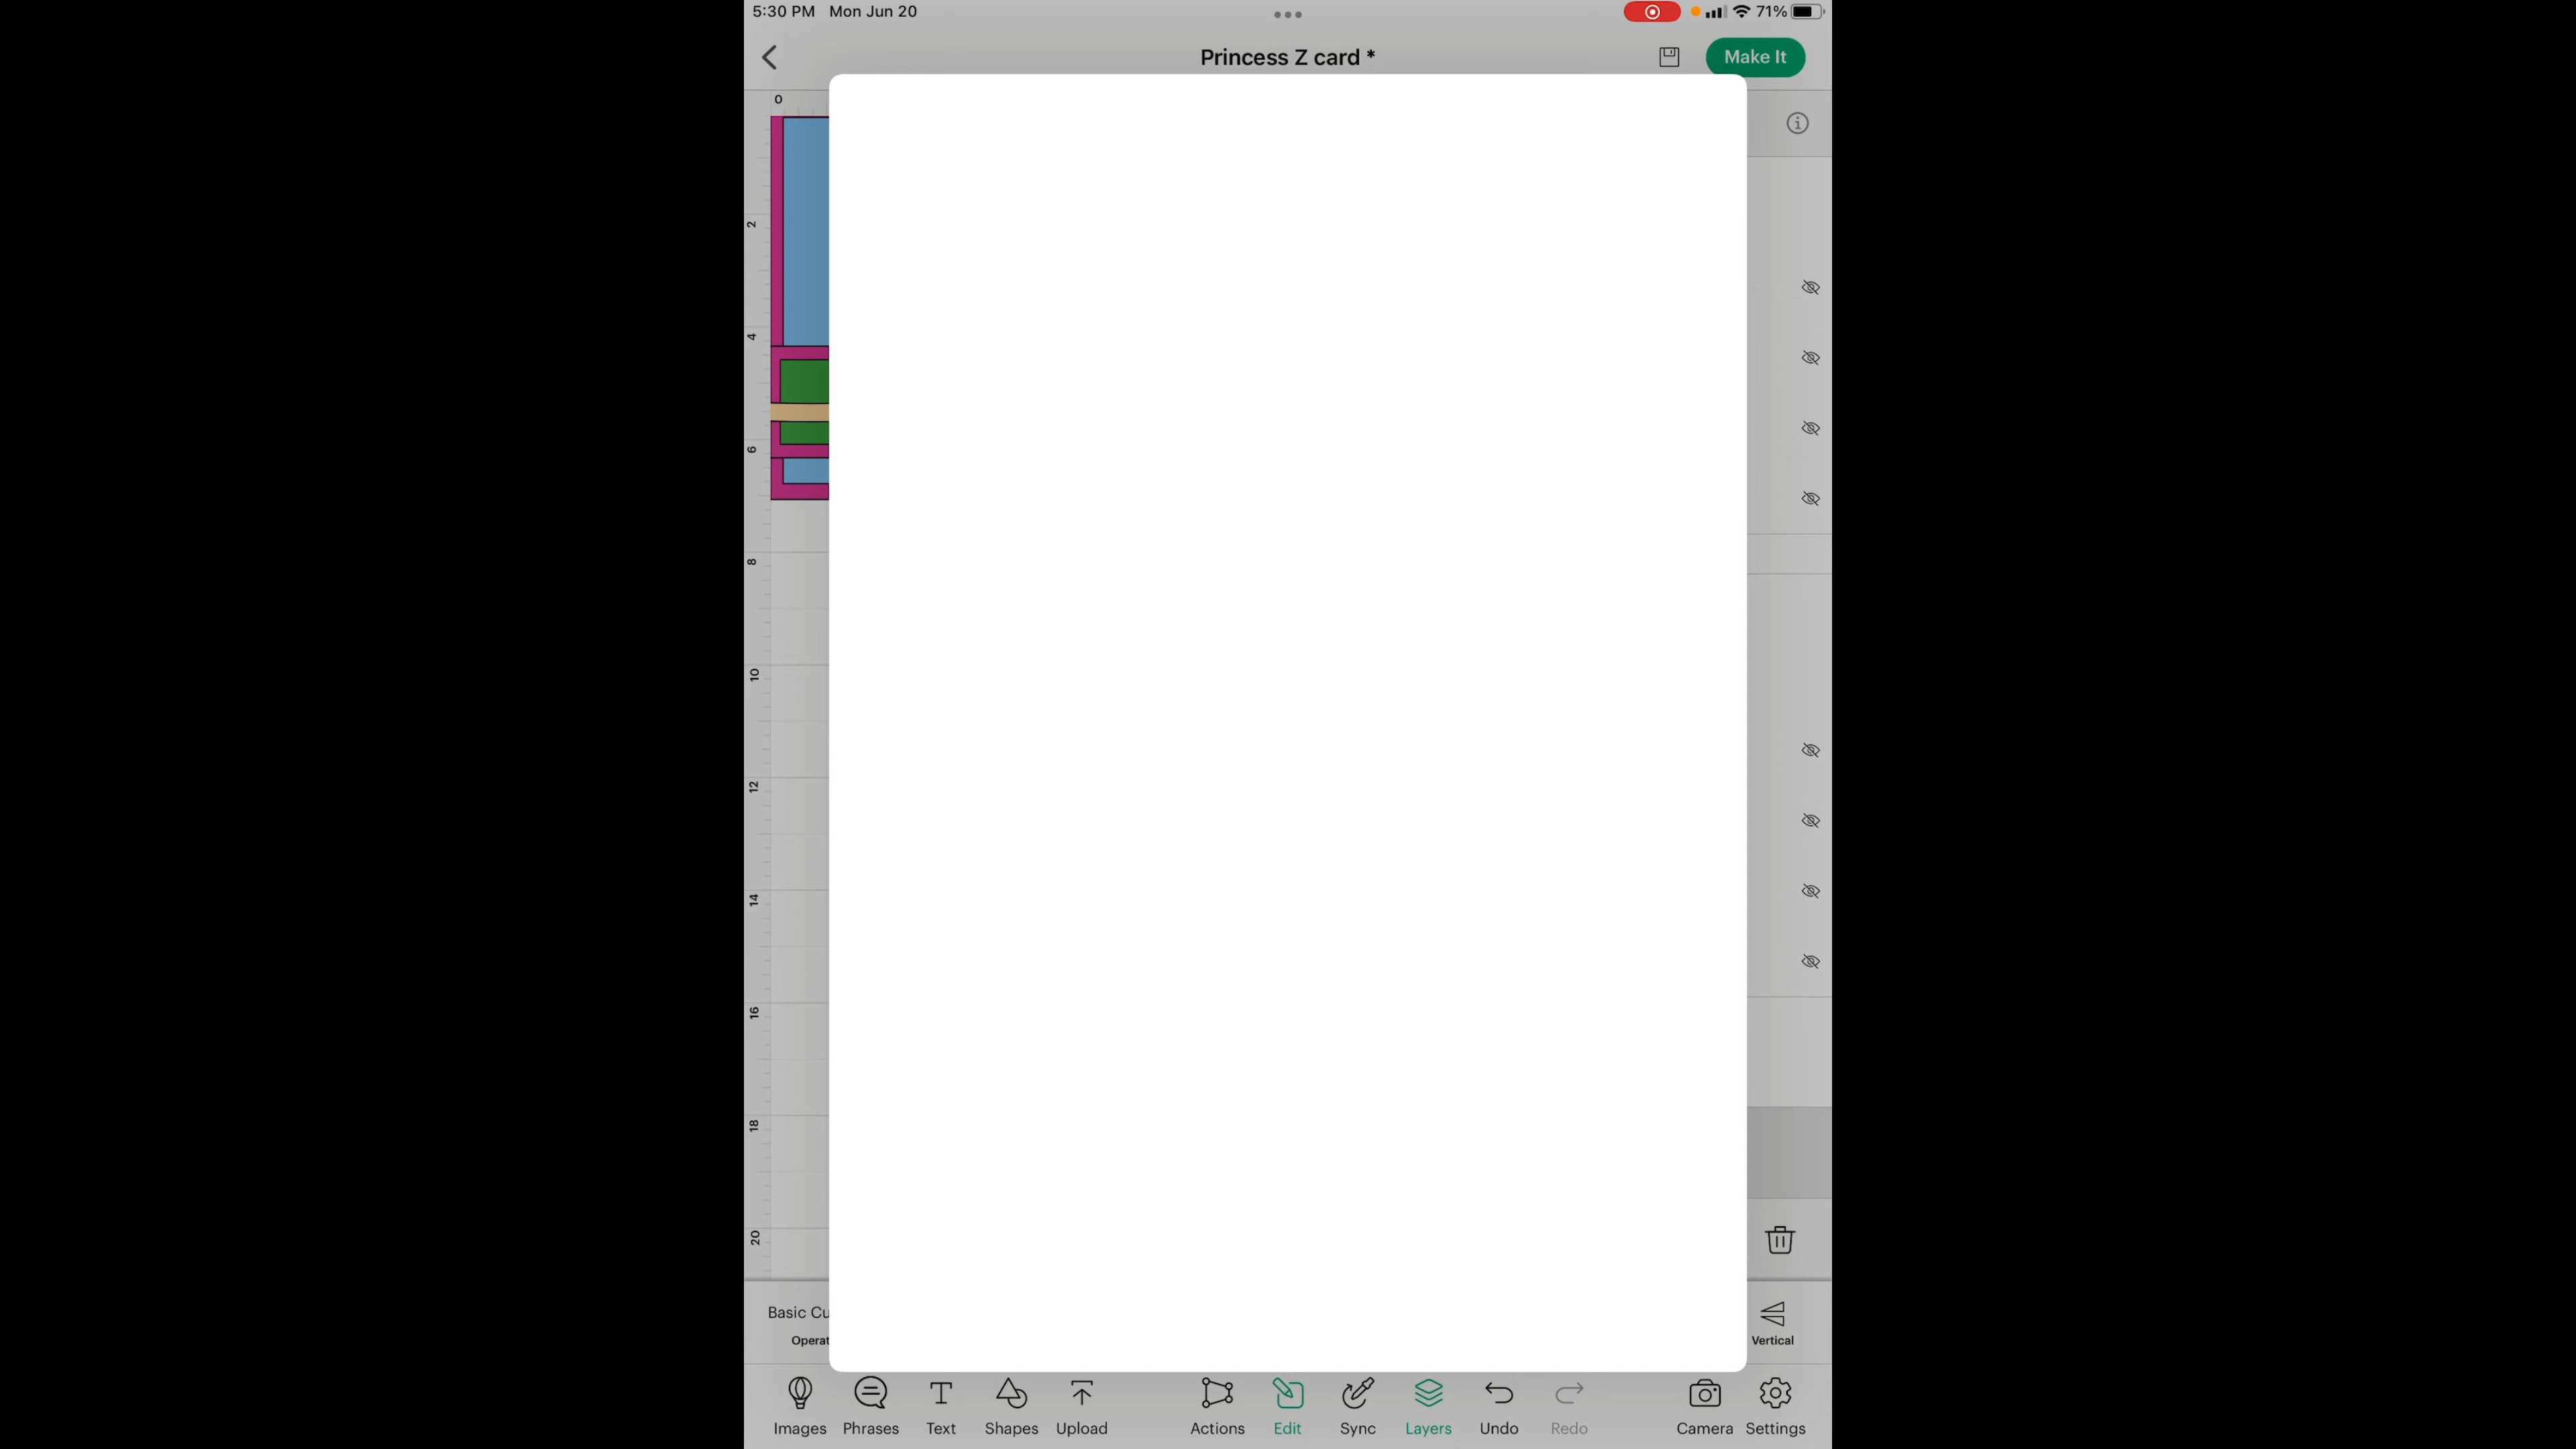 5:30 PM Mon Jun 20
71%
Princess Z card *
Make It
0
2
4
6
8
10
12
14
16
18
20
Basic Cu
Operat
Vertical
Images Phrases Text Shapes Upload Actions Edit Sync Layers Undo Redo Camera Settings